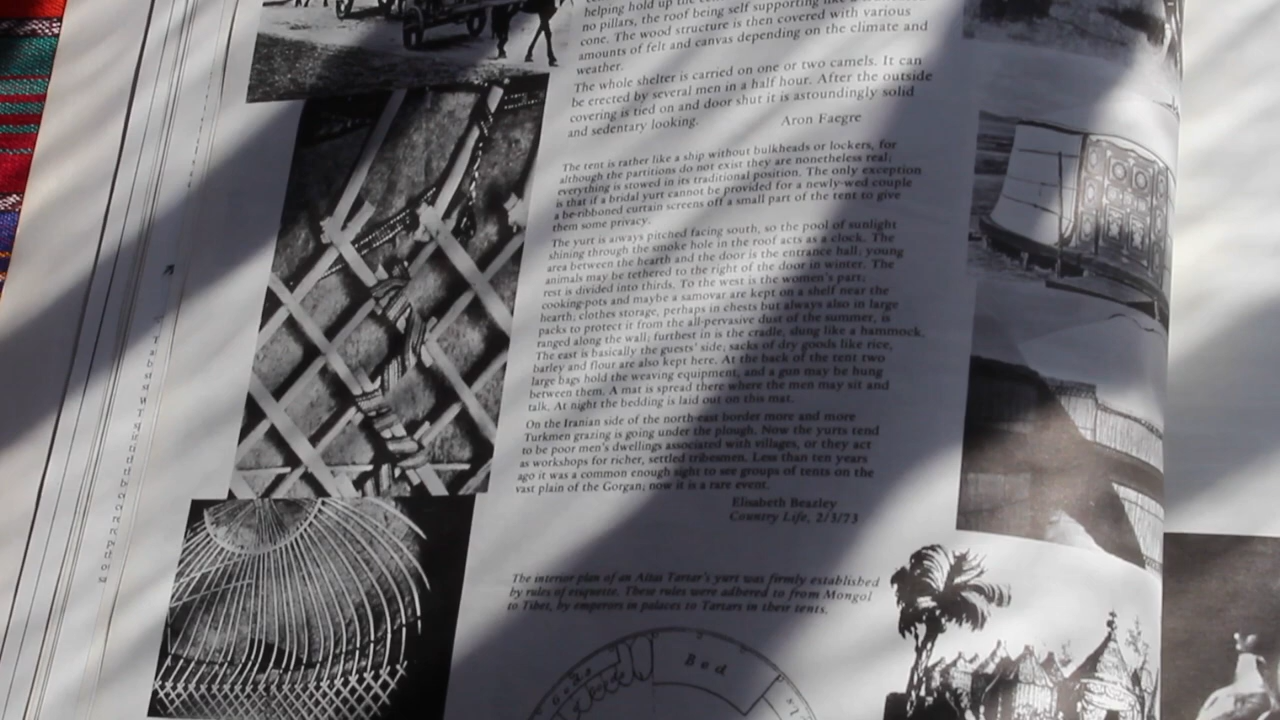 helping hold up the
no pillars, the roof being self supporting like a
cone. The wood structure is then covered with various
amounts of felt and canvas depending on the climate and
weather.
The whole shelter is carried on one or two camels. It can
be erected by several men in a half hour. After the outside
covering is tied on and door shut it is astoundingly solid
and sedentary looking.
Aron Faegre
The tent is rather like a ship without bulkheads or lockers, for
although the partitions do not exist they are nonetheless real;
everything is stowed in its traditional position. The only exception
is that if a bridal yurt cannot be provided for a newly-wed couple
a be-ribboned curtain screens off a small part of the tent to give
them some privacy.
The yurt is always pitched facing south, so the pool of sunlight
shining through the smoke hole in the roof acts as a clock. The
area between the hearth and the door is the entrance hall; young
animals may be tethered to the right of the door in winter. The
rest is divided into thirds. To the west is the women's part;
cooking-pots and maybe a samovar are kept on a shelf near the
hearth; clothes storage, perhaps in chests but always also in large
packs to protect it from the all-pervasive dust of the summer, is
ranged along the wall; furthest in is the cradle, slung like a hammock.
The east is basically the guests' side; sacks of dry goods like rice,
barley and flour are also kept here. At the back of the tent two
large bags hold the weaving equipment, and a gun may be hung
between them. A mat is spread there where the men may sit and
talk. At night the bedding is laid out on this mat.
On the Iranian side of the north-east border more and more
Turkmen grazing is going under the plough. Now the yurts tend
to be poor men's dwellings associated with villages, or they act
as workshops for richer, settled tribesmen. Less than ten years
ago it was a common enough sight to see groups of tents on the
vast plain of the Gorgan; now it is a rare event.
Elisabeth Beazley
Country Life, 2/3/73
The interior plan of an Altai Tartar's yurt was firmly established
by rules of etiquette. These rules were adhered to from Mongol
to Tibet, by emperors in palaces to Tartars in these tents.
Bed